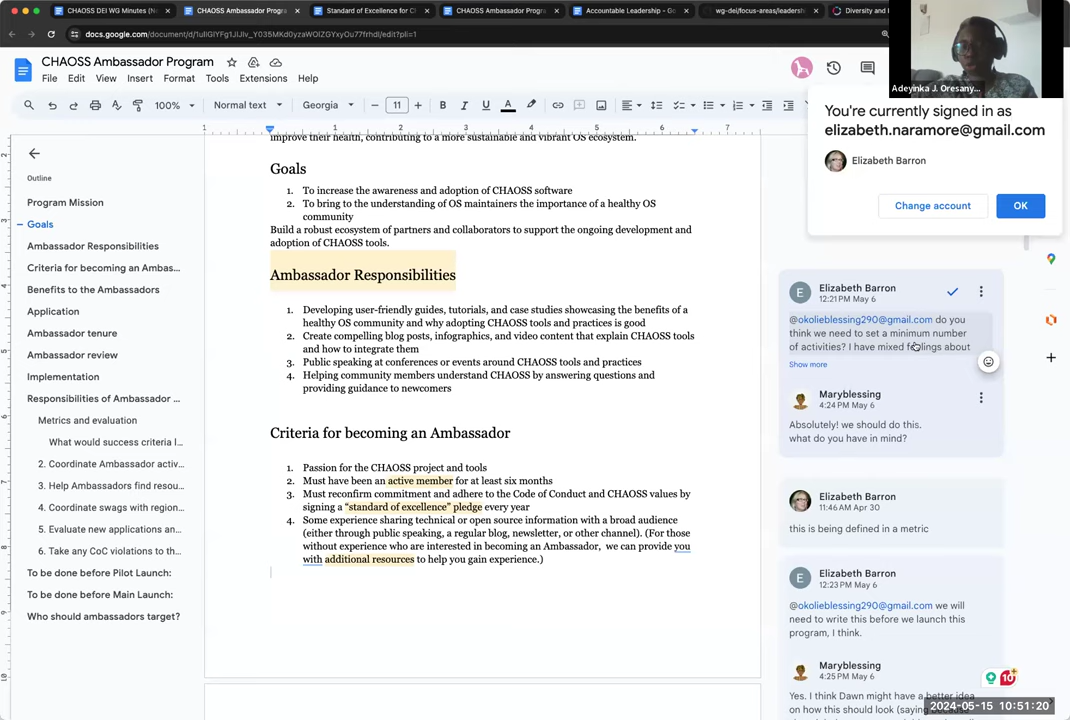 CHAOSS DEI WG Minutes (N
CHAOSS Ambassador Progra
Standard of Excellence for C
CHAOSS Ambassador Progra
Accountable Leadership - Go
wg-dei/focus-areas/leadersh
Diversity and
docs.google.com/document/d/
CHAOSS Ambassador Program
File Edit View Insert Format Tools Extensions Help
100% Normal text Georgia 11
Adeyinka J. Oresany...
You're currently signed in as
elizabeth.naramore@gmail.com
Elizabeth Barron
Change account OK
1 1 2 3 4 5 6 7
Outline
Program Mission
Goals
Ambassador Responsibilities
Criteria for becoming an Ambas...
Benefits to the Ambassadors
Application
Ambassador tenure
Ambassador review
Implementation
Responsibilities of Ambassador ...
Metrics and evaluation
What would success criteria l...
2. Coordinate Ambassador activ...
3. Help Ambassadors find resou...
4. Coordinate swags with region...
5. Evaluate new applications an...
6. Take any CoC violations to th...
To be done before Pilot Launch:
To be done before Main Launch:
Who should ambassadors target?
improve their health, contributing to a more sustainable and vibrant OS ecosystem.
Goals
1. To increase the awareness and adoption of CHAOSS software
2. To bring to the understanding of OS maintainers the importance of a healthy OS
community
Build a robust ecosystem of partners and collaborators to support the ongoing development and
adoption of CHAOSS tools.
Ambassador Responsibilities
1. Developing user-friendly guides, tutorials, and case studies showcasing the benefits of a
healthy OS community and why adopting CHAOSS tools and practices is good
2. Create compelling blog posts, infographics, and video content that explain CHAOSS tools
and how to integrate them
3. Public speaking at conferences or events around CHAOSS tools and practices
4. Helping community members understand CHAOSS by answering questions and
providing guidance to newcomers
Criteria for becoming an Ambassador
1. Passion for the CHAOSS project and tools
2. Must have been an active member for at least six months
3. Must reconfirm commitment and adhere to the Code of Conduct and CHAOSS values by
signing a “standard of excellence” pledge every year
4. Some experience sharing technical or open source information with a broad audience
(either through public speaking, a regular blog, newsletter, or other channel). (For those
without experience who are interested in becoming an Ambassador, we can provide you
with additional resources to help you gain experience.)
E
Elizabeth Barron
12:21 PM May 6
@okolieblessing290@gmail.com do you
think we need to set a minimum number
of activities? I have mixed feelings about
Show more
Maryblessing
4:24 PM May 6
Absolutely! we should do this.
what do you have in mind?
Elizabeth Barron
11:46 AM Apr 30
this is being defined in a metric
E
Elizabeth Barron
12:23 PM May 6
@okolieblessing290@gmail.com we will
need to write this before we launch this
program, I think.
Maryblessing
4:25 PM May 6
Yes. I think Dawn might have a better idea
on how this should look (saying
10
2024-05-15 10:51:20